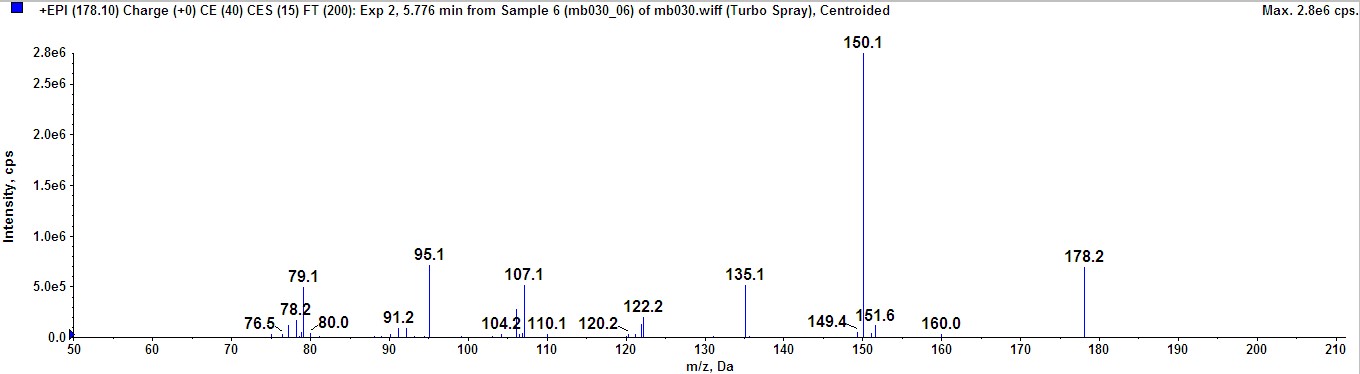 +EPI (178.10) Charge (+0) CE (40) CES (15) FT (200): Exp 2, 5.776 min from Sample 6 (mb030_06) of mb030.wiff (Turbo Spray), Centroided Max. 2.8e6 cps.
150.1
2.8e6
2.5e6
2.0e6
1.5e6
1.0e6
5.0e5
0.0
Intensity, cps
95.1
178.2
79.1
107.1
135.1
78.2
122.2
76.5
80.0
91.2
104.2
110.1
120.2
149.4
151.6
160.0
50 60 70 80 90 100 110 120 130 140 150 160 170 180 190 200 210
m/z, Da